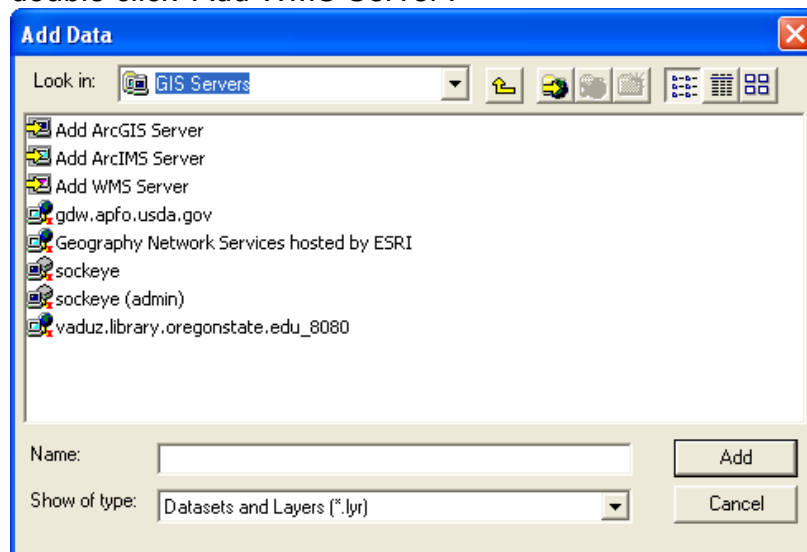 Add Data
Look in: GIS Servers
Add ArcGIS Server
Add ArcIMS Server
Add WMS Server
gdw.apfo.usda.gov
Geography Network Services hosted by ESRI
sockeye
sockeye (admin)
vaduz.library.oregonstate.edu_8080
Name: Add
Show of type: Datasets and Layers (*.lyr) Cancel